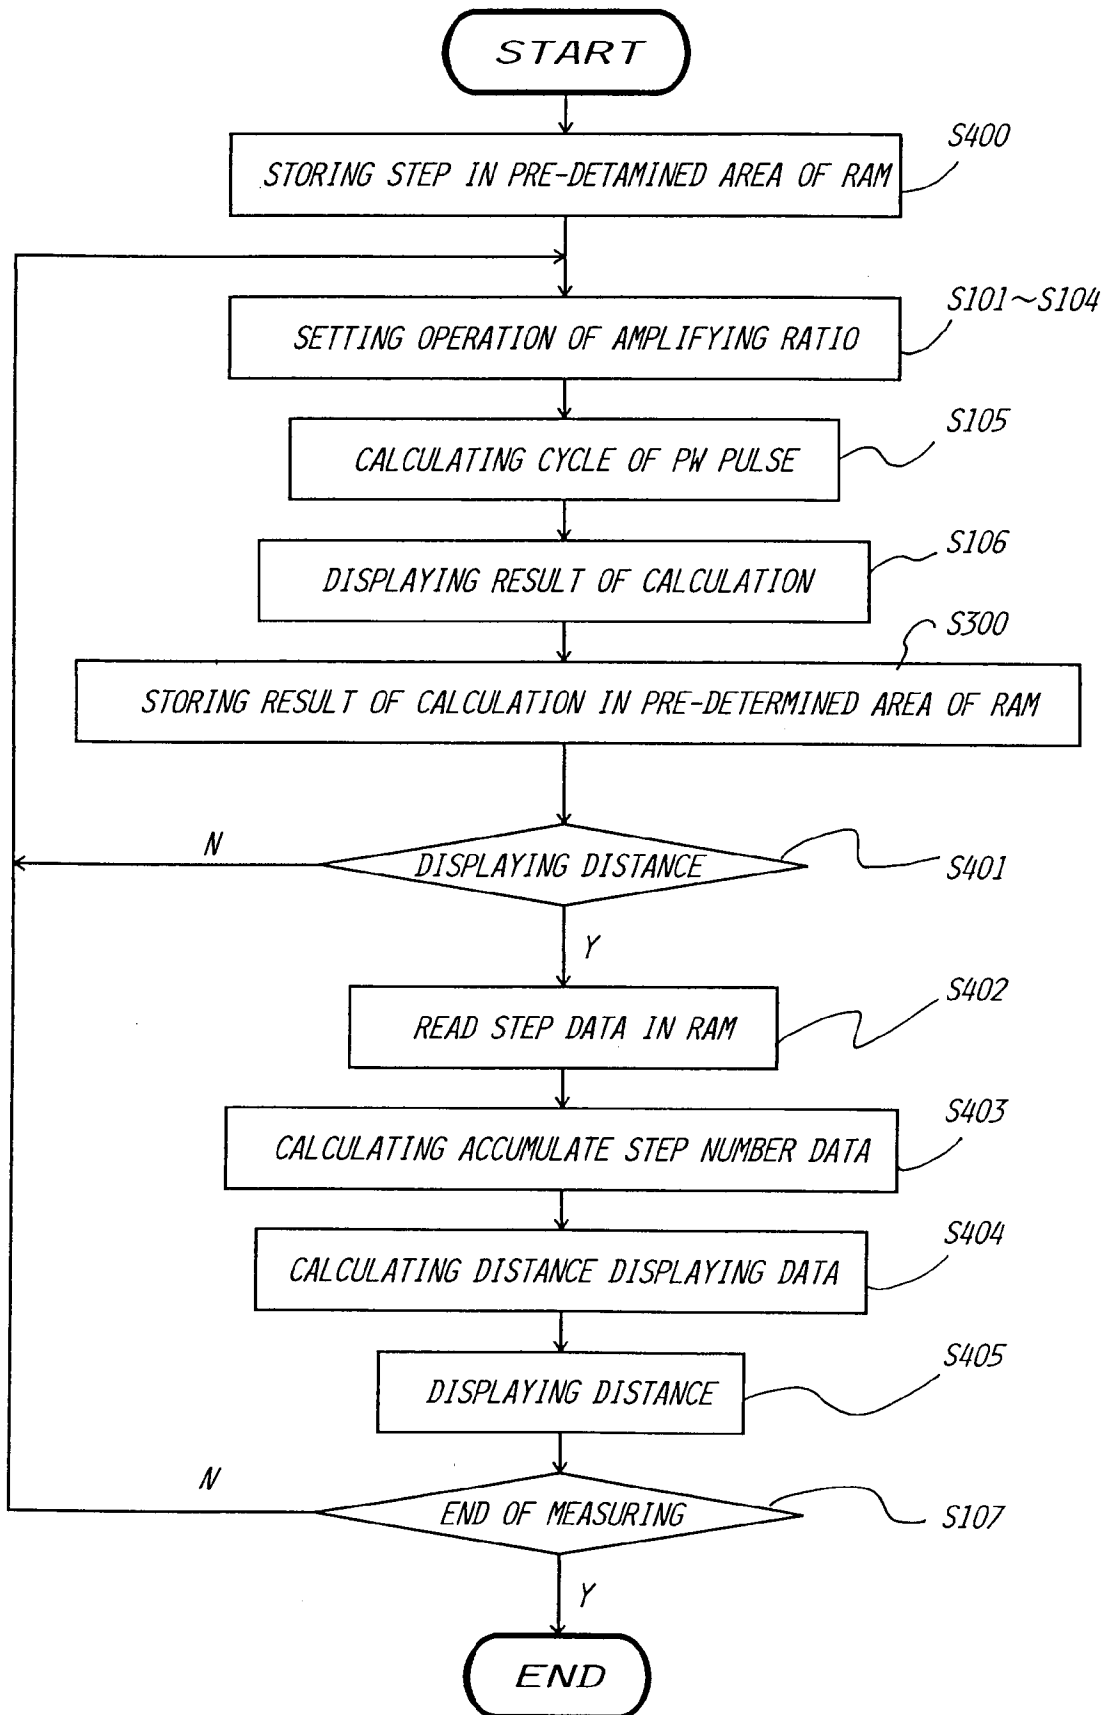 START
STORING STEP IN PRE-DETAMINED AREA OF RAM
S400
SETTING OPERATION OF AMPLIFYING RATIO
S101~S104
CALCULATING CYCLE OF PW PULSE
S105
DISPLAYING RESULT OF CALCULATION
S106
STORING RESULT OF CALCULATION IN PRE-DETERMINED AREA OF RAM
S300
N
DISPLAYING DISTANCE
S401
Y
READ STEP DATA IN RAM
S402
CALCULATING ACCUMULATE STEP NUMBER DATA
S403
CALCULATING DISTANCE DISPLAYING DATA
S404
DISPLAYING DISTANCE
S405
N
END OF MEASURING
S107
Y
END